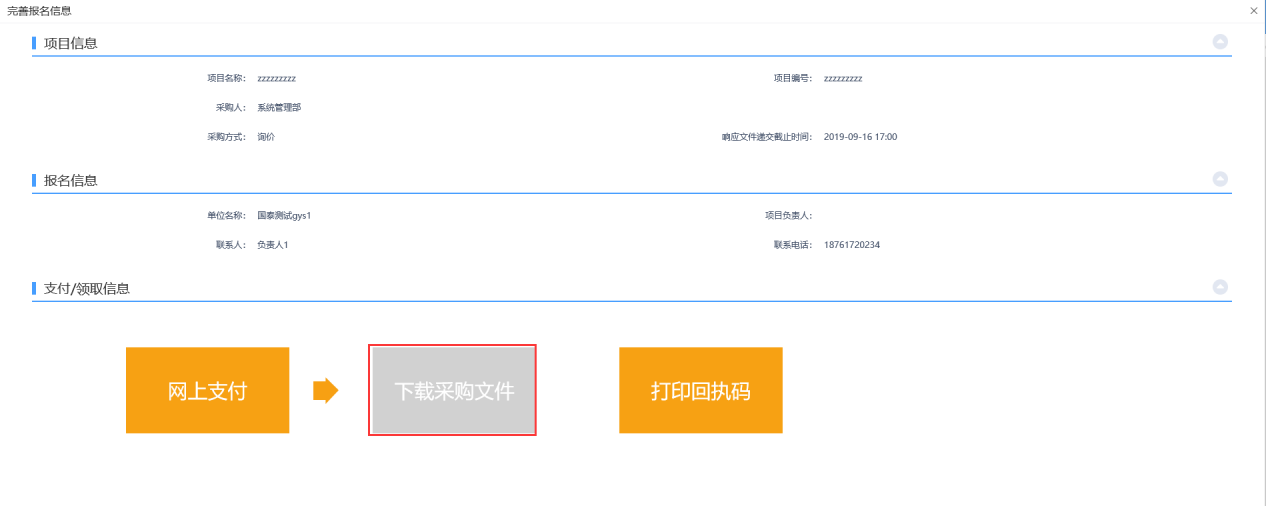 完善报名信息
项目信息
项目名称： zzzzzzzzz 项目编号： zzzzzzzzz
采购人： 系统管理部
采购方式： 询价 响应文件递交截止时间： 2019-09-16 17:00
报名信息
单位名称： 国泰测试gys1 项目负责人：
联系人： 负责人1 联系电话： 18761720234
支付/领取信息
网上支付 下载采购文件 打印回执码